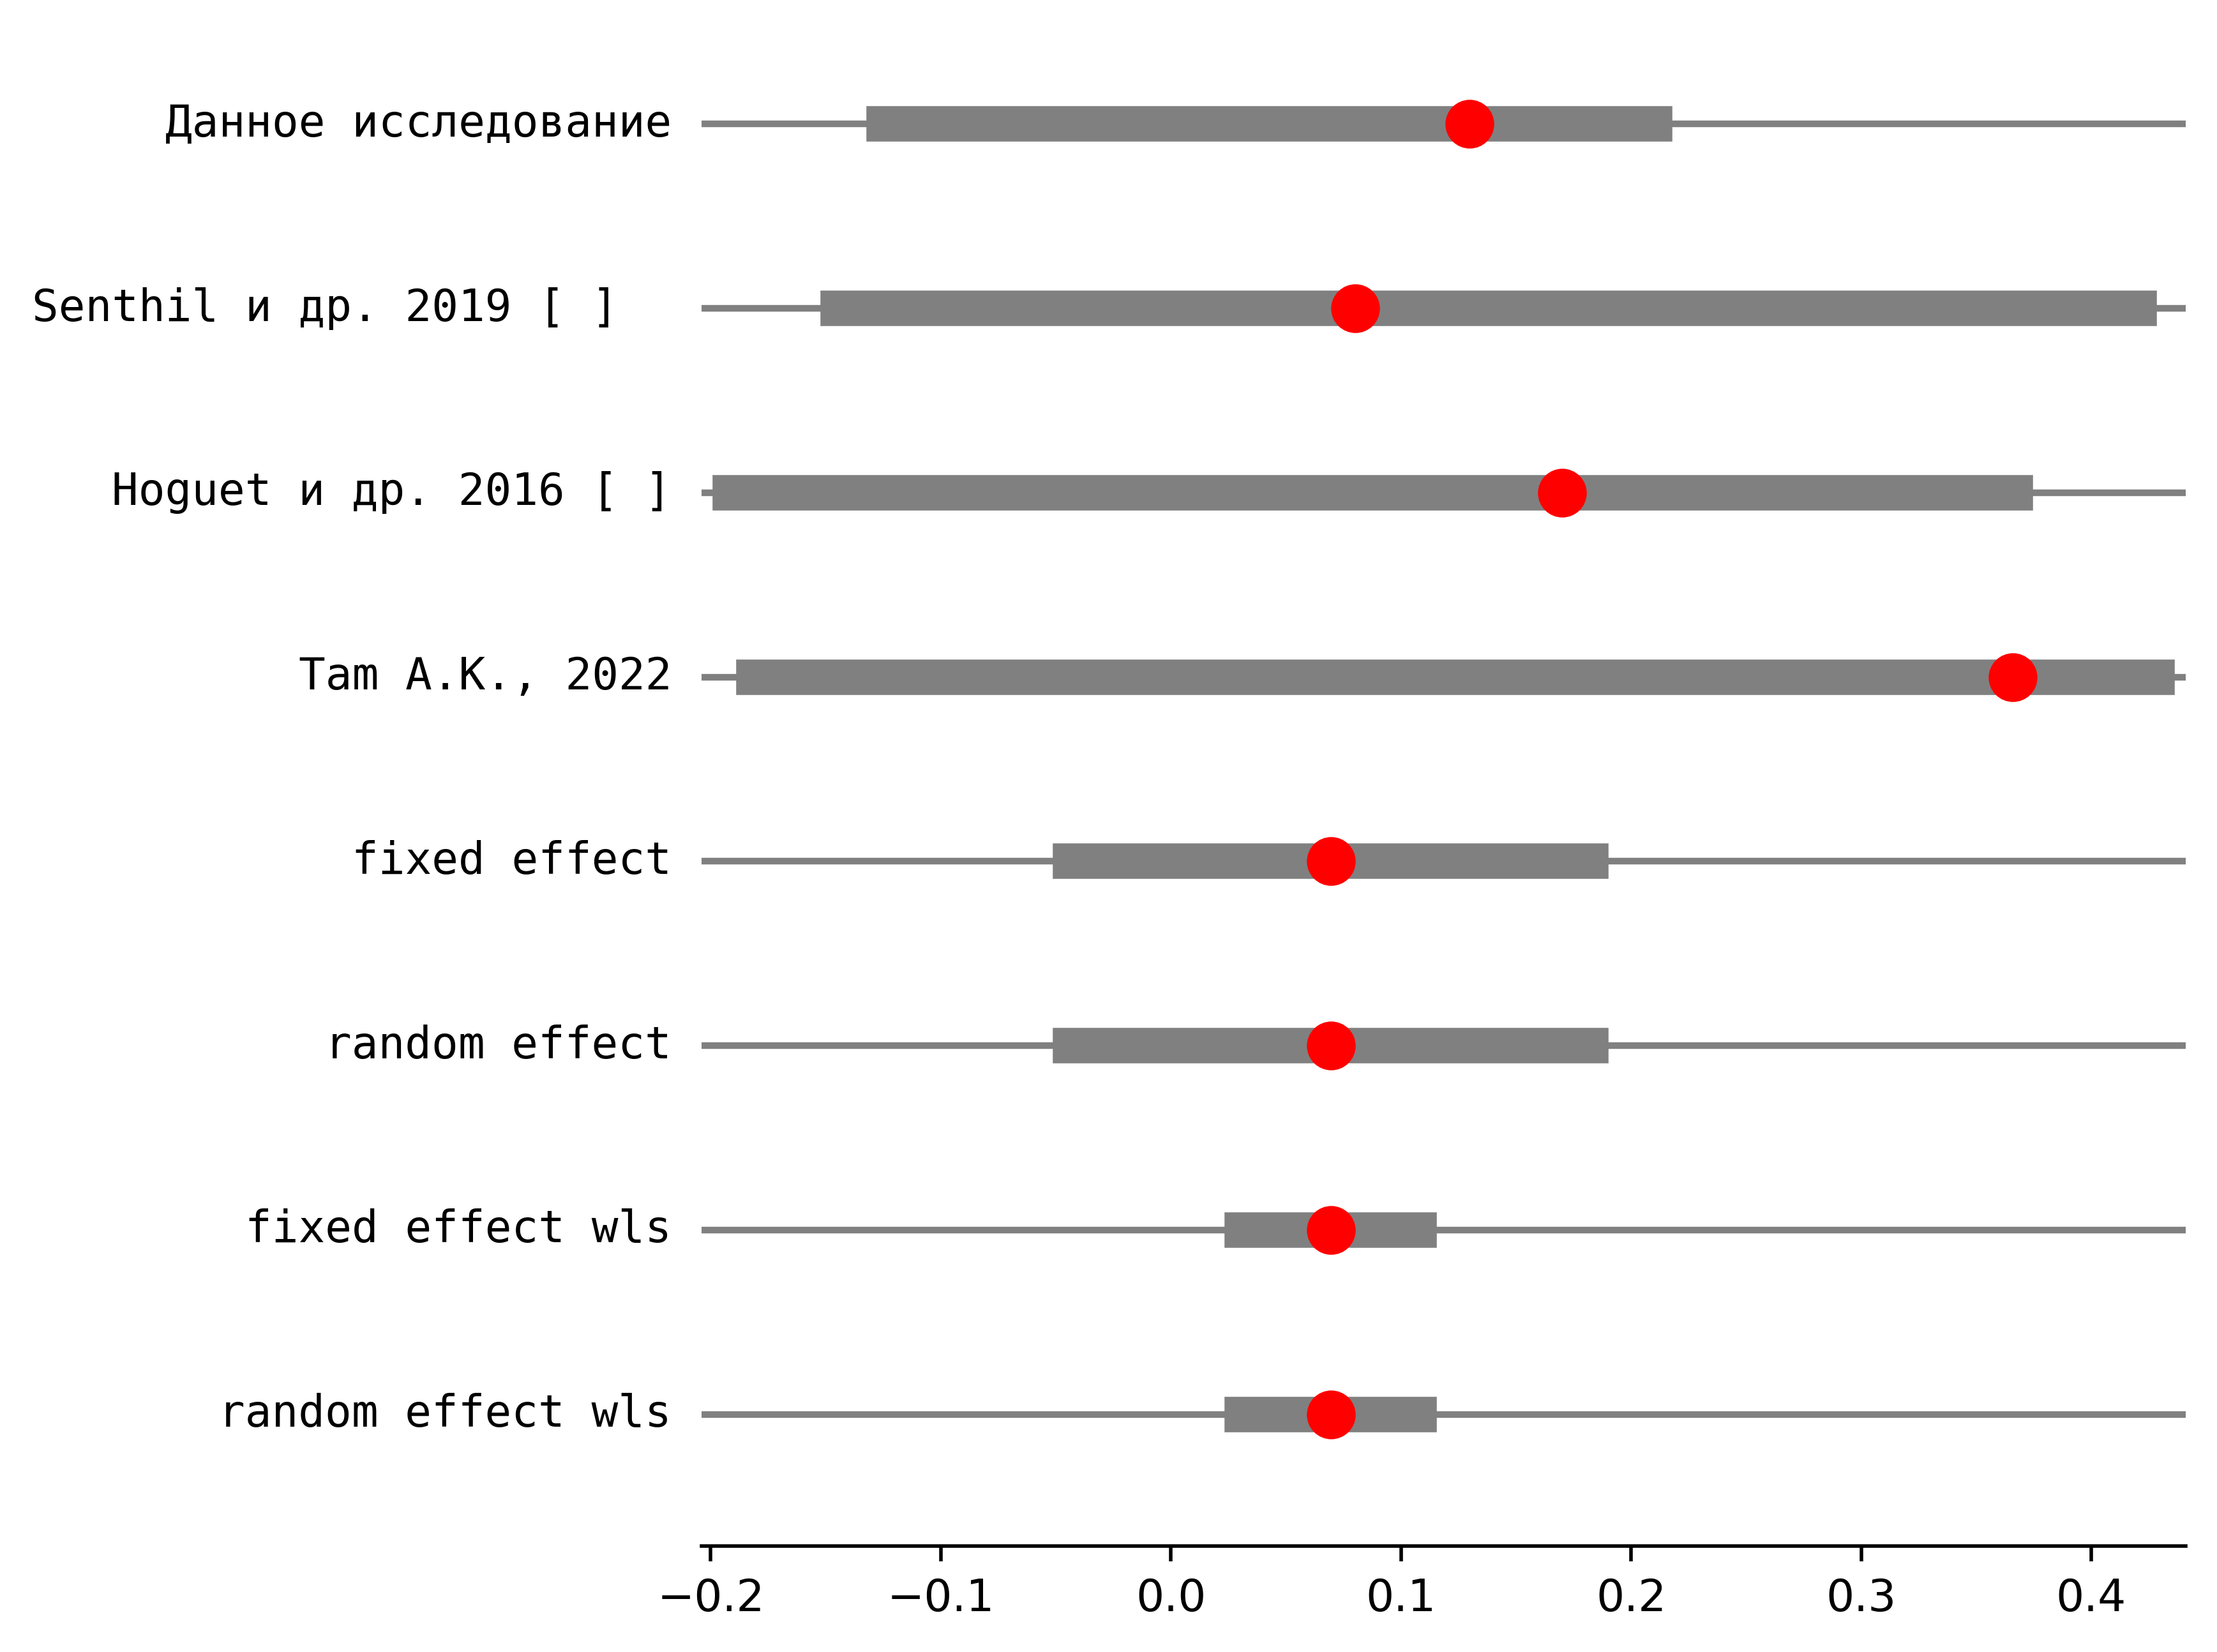 Данное исследование
Senthil и др. 2019 [ ]
Hoguet и др. 2016 [ ]
Tam A.K., 2022
fixed effect
random effect
fixed effect wls
random effect wls
−0.2 −0.1 0.0 0.1 0.2 0.3 0.4